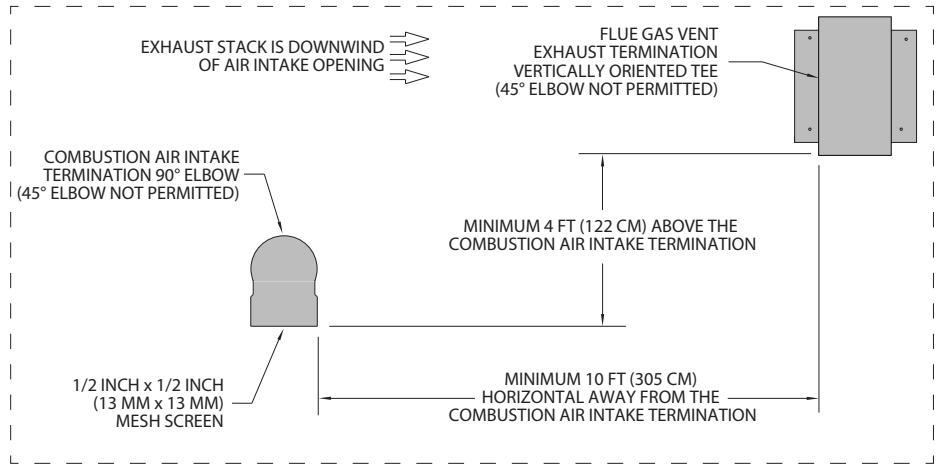 EXHAUST STACK IS DOWNWIND
OF AIR INTAKE OPENING
FLUE GAS VENT
EXHAUST TERMINATION
VERTICALLY ORIENTED TEE
(45° ELBOW NOT PERMITTED)
COMBUSTION AIR INTAKE
TERMINATION 90° ELBOW
(45° ELBOW NOT PERMITTED)
MINIMUM 4 FT (122 CM) ABOVE THE
COMBUSTION AIR INTAKE TERMINATION
1/2 INCH x 1/2 INCH
(13 MM x 13 MM)
MESH SCREEN
MINIMUM 10 FT (305 CM)
HORIZONTAL AWAY FROM THE
COMBUSTION AIR INTAKE TERMINATION